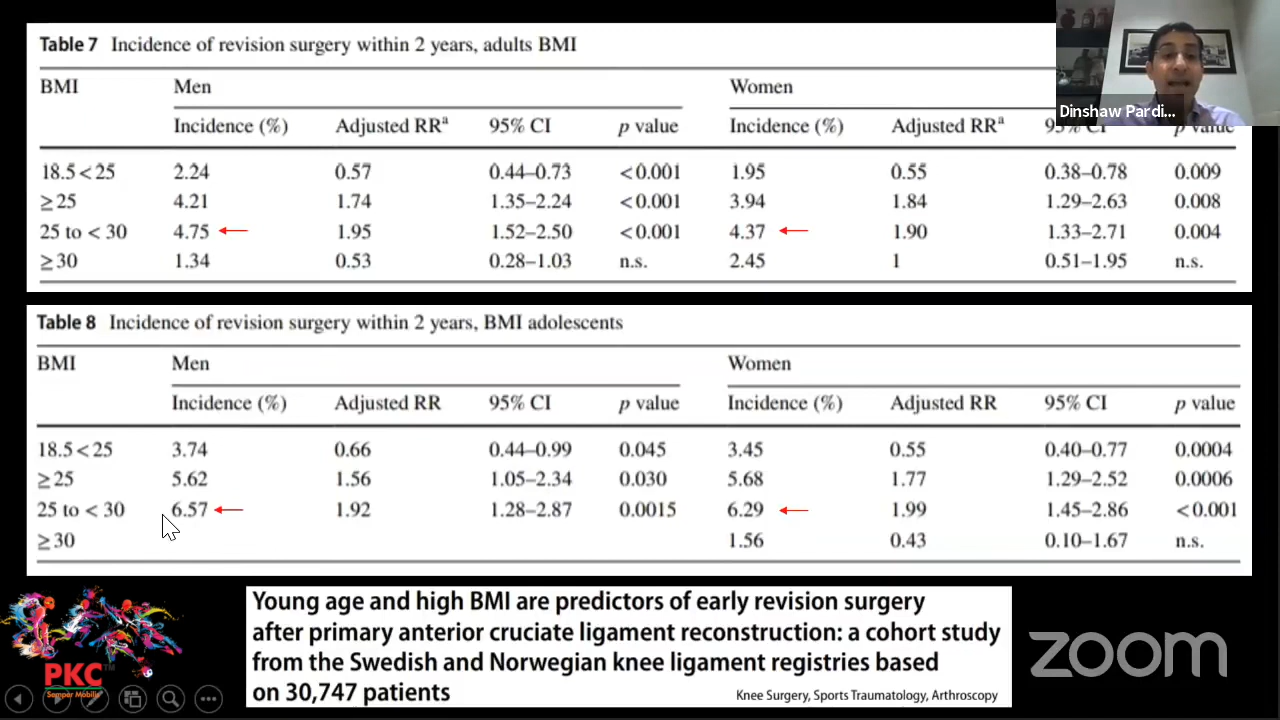 Table 7 Incidence of revision surgery within 2 years, adults BMI
BMI Men Women
Incidence (%) Adjusted RRa 95% CI p value Incidence (%) Adjusted RRa 95% CI p value
18.5 < 25 2.24 0.57 0.44–0.73 < 0.001 1.95 0.55 0.38–0.78 0.009
≥ 25 4.21 1.74 1.35–2.24 < 0.001 3.94 1.84 1.29–2.63 0.008
25 to < 30 4.75 1.95 1.52–2.50 < 0.001 4.37 1.90 1.33–2.71 0.004
≥ 30 1.34 0.53 0.28–1.03 n.s. 2.45 1 0.51–1.95 n.s.
Dinshaw Pardi...
Table 8 Incidence of revision surgery within 2 years, BMI adolescents
BMI Men Women
Incidence (%) Adjusted RR 95% CI p value Incidence (%) Adjusted RR 95% CI p value
18.5 < 25 3.74 0.66 0.44–0.99 0.045 3.45 0.55 0.40–0.77 0.0004
≥ 25 5.62 1.56 1.05–2.34 0.030 5.68 1.77 1.29–2.52 0.0006
25 to < 30 6.57 1.92 1.28–2.87 0.0015 6.29 1.99 1.45–2.86 < 0.001
≥ 30 1.56 0.43 0.10–1.67 n.s.
Young age and high BMI are predictors of early revision surgery
after primary anterior cruciate ligament reconstruction: a cohort study
from the Swedish and Norwegian knee ligament registries based
on 30,747 patients
Knee Surgery, Sports Traumatology, Arthroscopy
PKC TM
Semper Mobilis
zoom